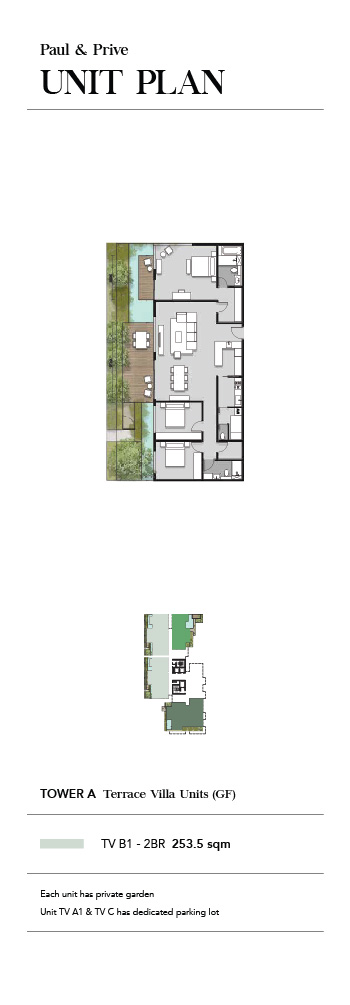 Paul & Prive
UNIT PLAN
TOWER A Terrace Villa Units (GF)
TV B1 - 2BR 253.5 sqm
Each unit has private garden
Unit TV A1 & TV C has dedicated parking lot